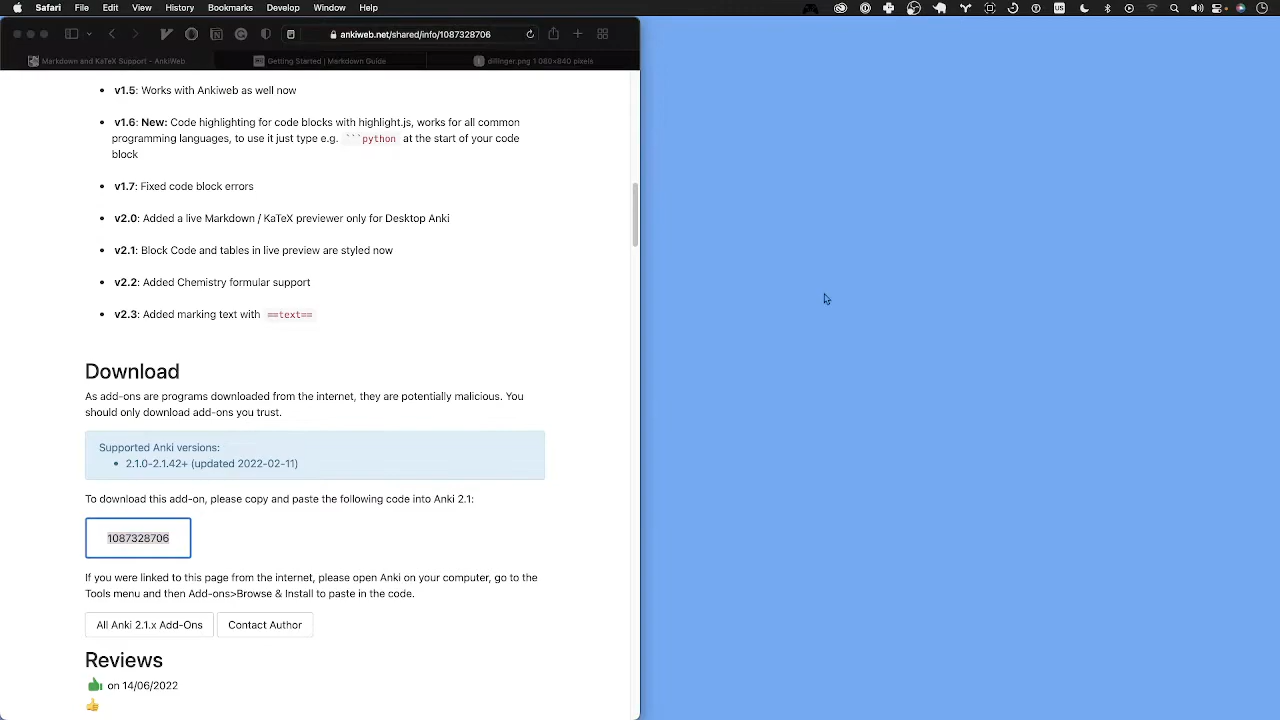 Safari File Edit View History Bookmarks Develop Window Help
US
ankiweb.net/shared/info/1087328706
Markdown and KaTeX Support - AnkiWeb
Getting Started | Markdown Guide
dillinger.png 1 080×840 pixels
• v1.5: Works with Ankiweb as well now
• v1.6: New: Code highlighting for code blocks with highlight.js, works for all common
programming languages, to use it just type e.g. ```python at the start of your code
block
• v1.7: Fixed code block errors
• v2.0: Added a live Markdown / KaTeX previewer only for Desktop Anki
• v2.1: Block Code and tables in live preview are styled now
• v2.2: Added Chemistry formular support
• v2.3: Added marking text with ==text==
Download
As add-ons are programs downloaded from the internet, they are potentially malicious. You
should only download add-ons you trust.
Supported Anki versions:
• 2.1.0-2.1.42+ (updated 2022-02-11)
To download this add-on, please copy and paste the following code into Anki 2.1:
1087328706
If you were linked to this page from the internet, please open Anki on your computer, go to the
Tools menu and then Add-ons>Browse & Install to paste in the code.
All Anki 2.1.x Add-Ons
Contact Author
Reviews
on 14/06/2022
👍